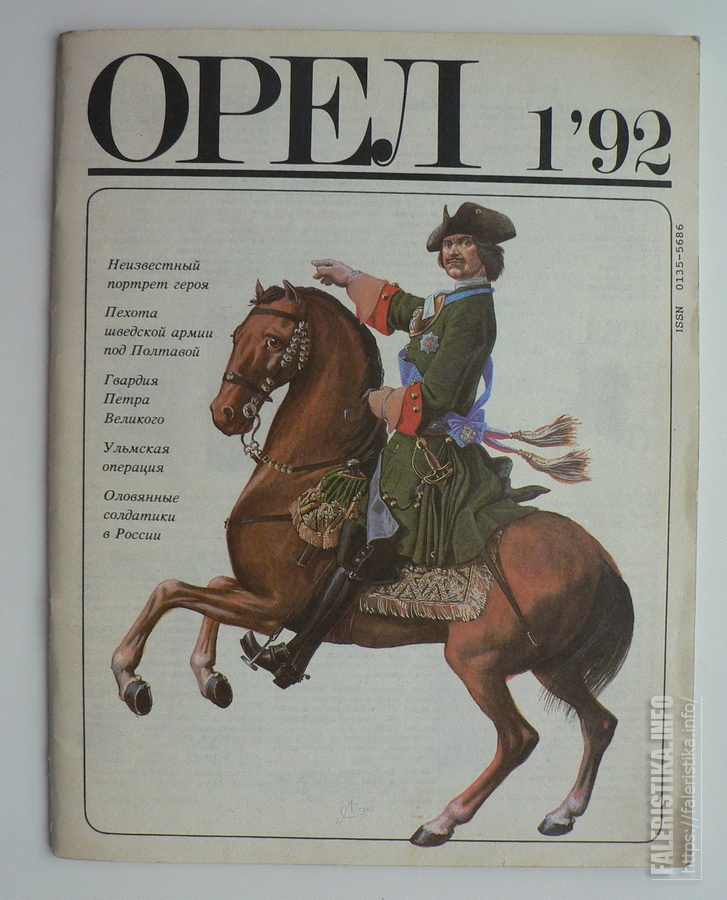 ОРЕЛ 1'92
ISSN 0135-5686
Неизвестный
портрет героя
Пехота
шведской армии
под Полтавой
Гвардия
Петра
Великого
Ульмская
операция
Оловянные
солдатики
в России
FALERISTIKA.INFO
https://faleristika.info/